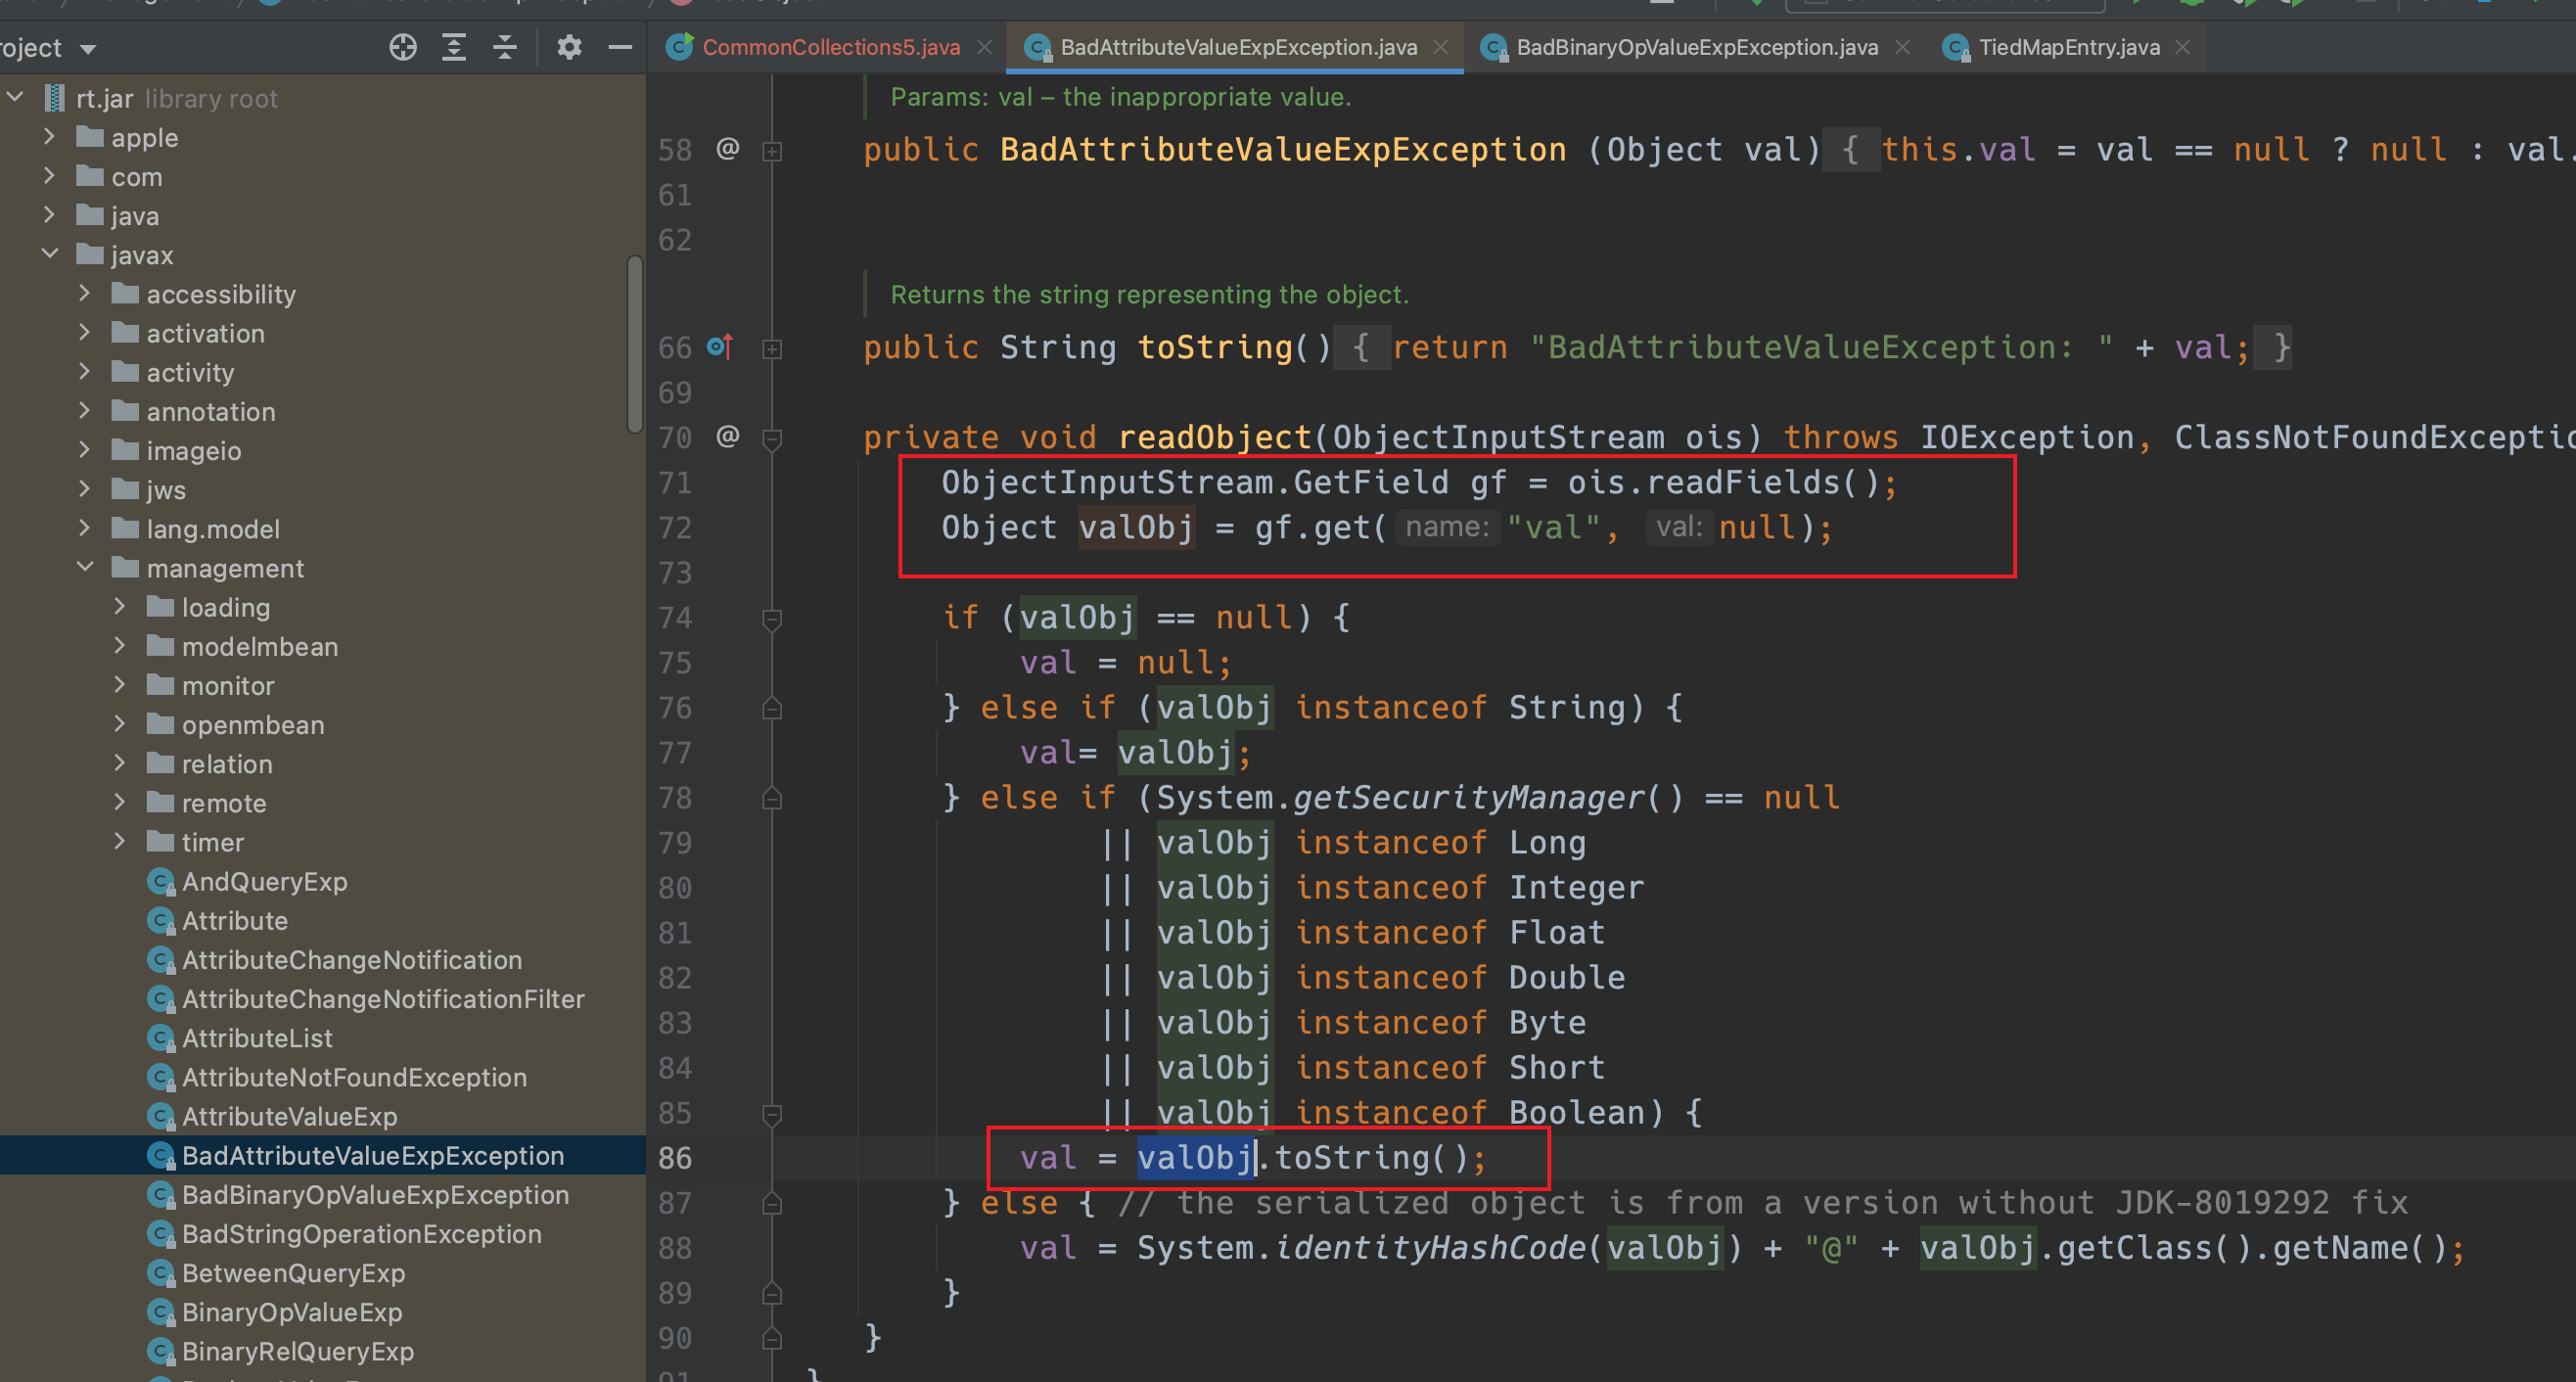 roject
rt.jar library root
apple
com
java
javax
accessibility
activation
activity
annotation
imageio
jws
lang.model
management
loading
modelmbean
monitor
openmbean
relation
remote
timer
AndQueryExp
Attribute
AttributeChangeNotification
AttributeChangeNotificationFilter
AttributeList
AttributeNotFoundException
AttributeValueExp
BadAttributeValueExpException
BadBinaryOpValueExpException
BadStringOperationException
BetweenQueryExp
BinaryOpValueExp
BinaryRelQueryExp
CommonCollections5.java BadAttributeValueExpException.java BadBinaryOpValueExpException.java TiedMapEntry.java
Params: val – the inappropriate value.
58 @ public BadAttributeValueExpException (Object val) { this.val = val == null ? null : val.
61
62
Returns the string representing the object.
66 public String toString() { return "BadAttributeValueException: " + val; }
69
70 @ private void readObject(ObjectInputStream ois) throws IOException, ClassNotFoundExceptio
71 ObjectInputStream.GetField gf = ois.readFields();
72 Object valObj = gf.get( name: "val", val: null);
73
74 if (valObj == null) {
75 val = null;
76 } else if (valObj instanceof String) {
77 val= valObj;
78 } else if (System.getSecurityManager() == null
79 || valObj instanceof Long
80 || valObj instanceof Integer
81 || valObj instanceof Float
82 || valObj instanceof Double
83 || valObj instanceof Byte
84 || valObj instanceof Short
85 || valObj instanceof Boolean) {
86 val = valObj.toString();
87 } else { // the serialized object is from a version without JDK-8019292 fix
88 val = System.identityHashCode(valObj) + "@" + valObj.getClass().getName();
89 }
90 }
91 }